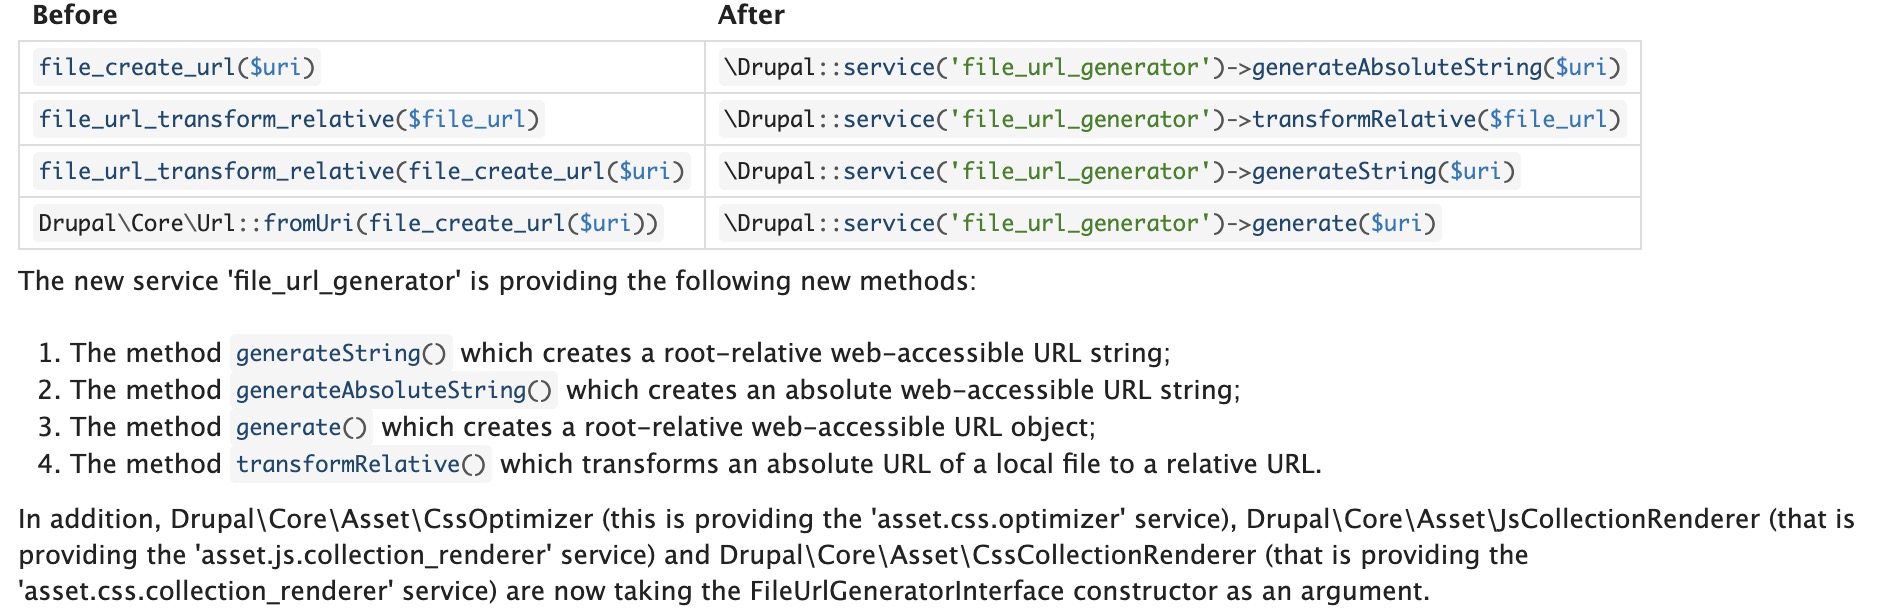 Before After
file_create_url($uri) \Drupal::service('file_url_generator')->generateAbsoluteString($uri)
file_url_transform_relative($file_url) \Drupal::service('file_url_generator')->transformRelative($file_url)
file_url_transform_relative(file_create_url($uri) \Drupal::service('file_url_generator')->generateString($uri)
Drupal\Core\Url::fromUri(file_create_url($uri)) \Drupal::service('file_url_generator')->generate($uri)
The new service 'file_url_generator' is providing the following new methods:
1. The method generateString() which creates a root-relative web-accessible URL string;
2. The method generateAbsoluteString() which creates an absolute web-accessible URL string;
3. The method generate() which creates a root-relative web-accessible URL object;
4. The method transformRelative() which transforms an absolute URL of a local file to a relative URL.
In addition, Drupal\Core\Asset\CssOptimizer (this is providing the 'asset.css.optimizer' service), Drupal\Core\Asset\JsCollectionRenderer (that is
providing the 'asset.js.collection_renderer' service) and Drupal\Core\Asset\CssCollectionRenderer (that is providing the
'asset.css.collection_renderer' service) are now taking the FileUrlGeneratorInterface constructor as an argument.